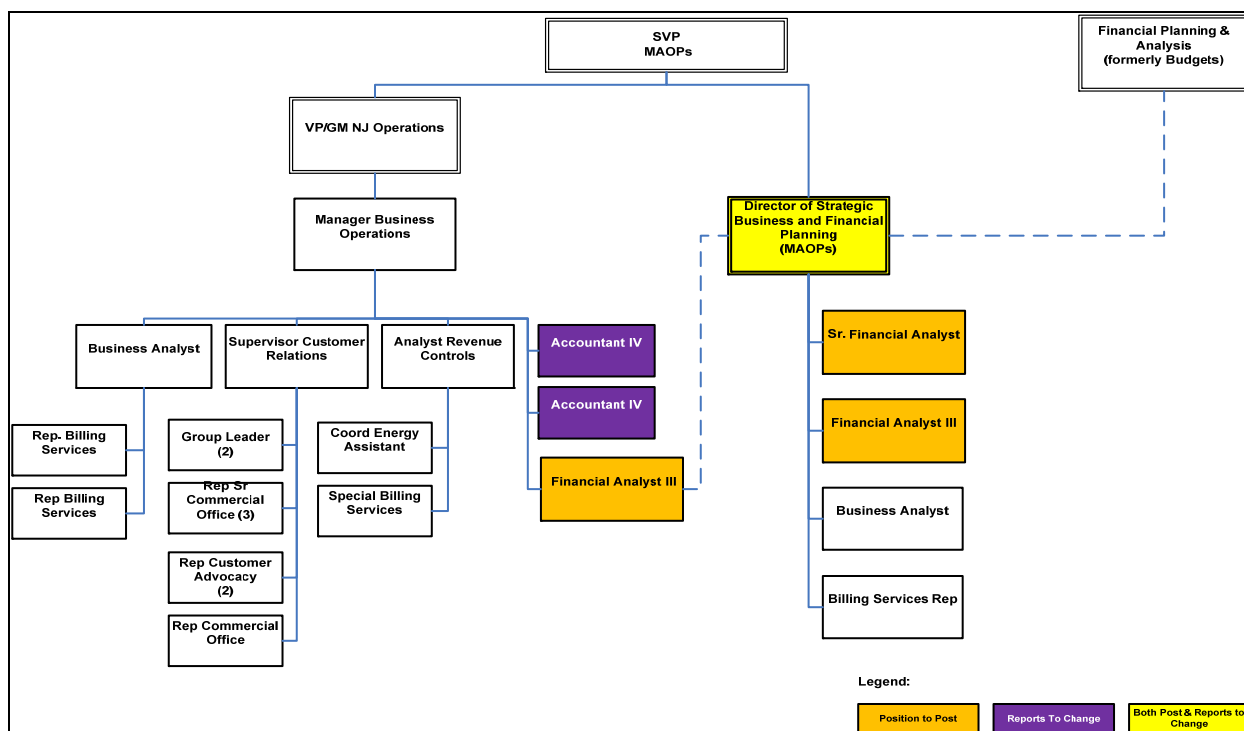 SVP
MAOPs
Financial Planning &
Analysis
(formerly Budgets)
VP/GM NJ Operations
Manager Business
Operations
Director of Strategic
Business and Financial
Planning
(MAOPs)
Business Analyst
Supervisor Customer
Relations
Analyst Revenue
Controls
Accountant IV
Accountant IV
Financial Analyst III
Sr. Financial Analyst
Financial Analyst III
Business Analyst
Billing Services Rep
Rep. Billing
Services
Rep Billing
Services
Group Leader
(2)
Rep Sr
Commercial
Office (3)
Rep Customer
Advocacy
(2)
Rep Commercial
Office
Coord Energy
Assistant
Special Billing
Services
Legend:
Position to Post
Reports To Change
Both Post & Reports to
Change